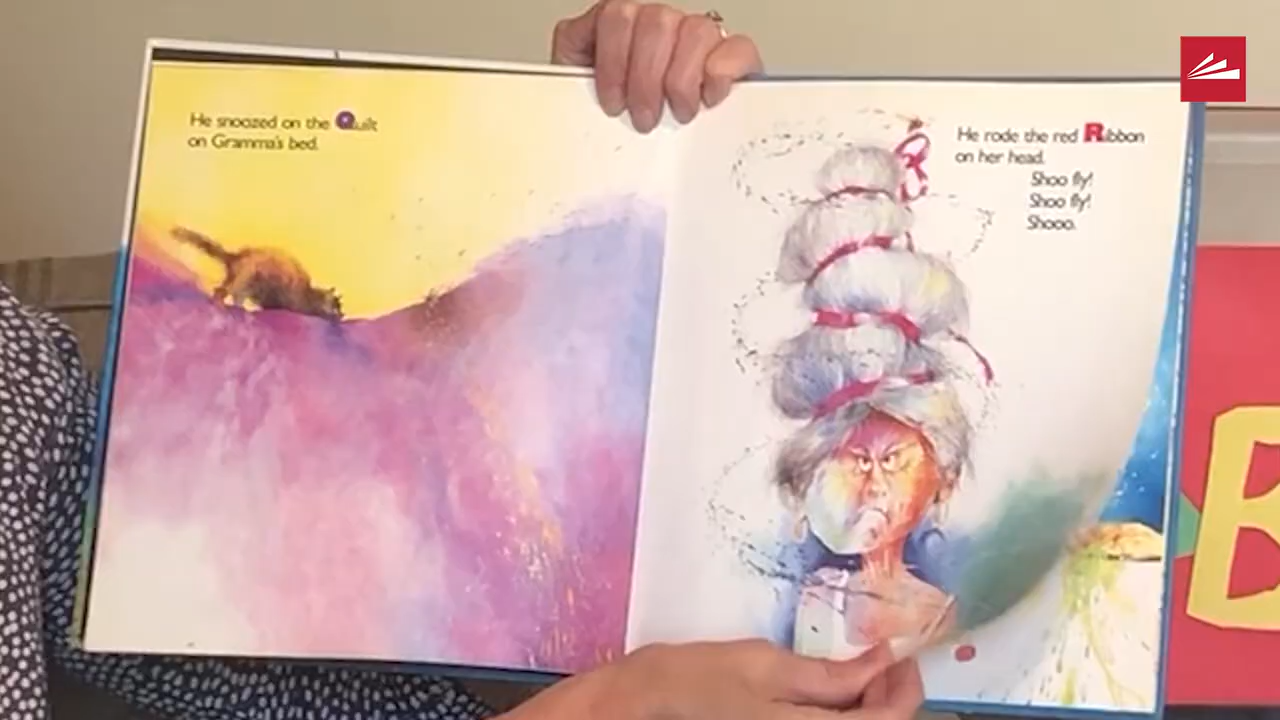 He snoozed on the Quilt
on Gramma's bed.
He rode the red Ribbon
on her head.
Shoo fly!
Shoo fly!
Shooo.
B